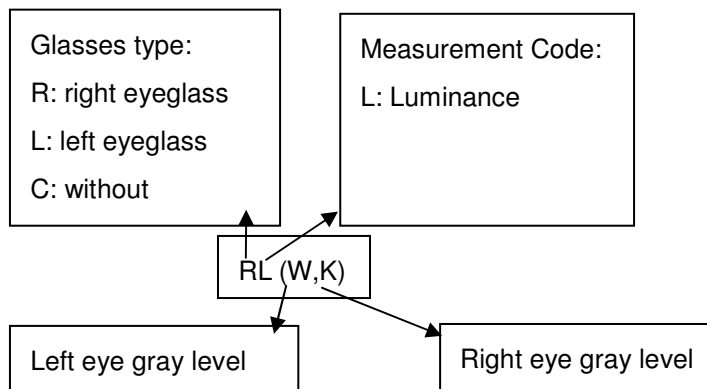 Glasses type:
R: right eyeglass
L: left eyeglass
C: without
Measurement Code:
L: Luminance
RL (W,K)
Left eye gray level
Right eye gray level